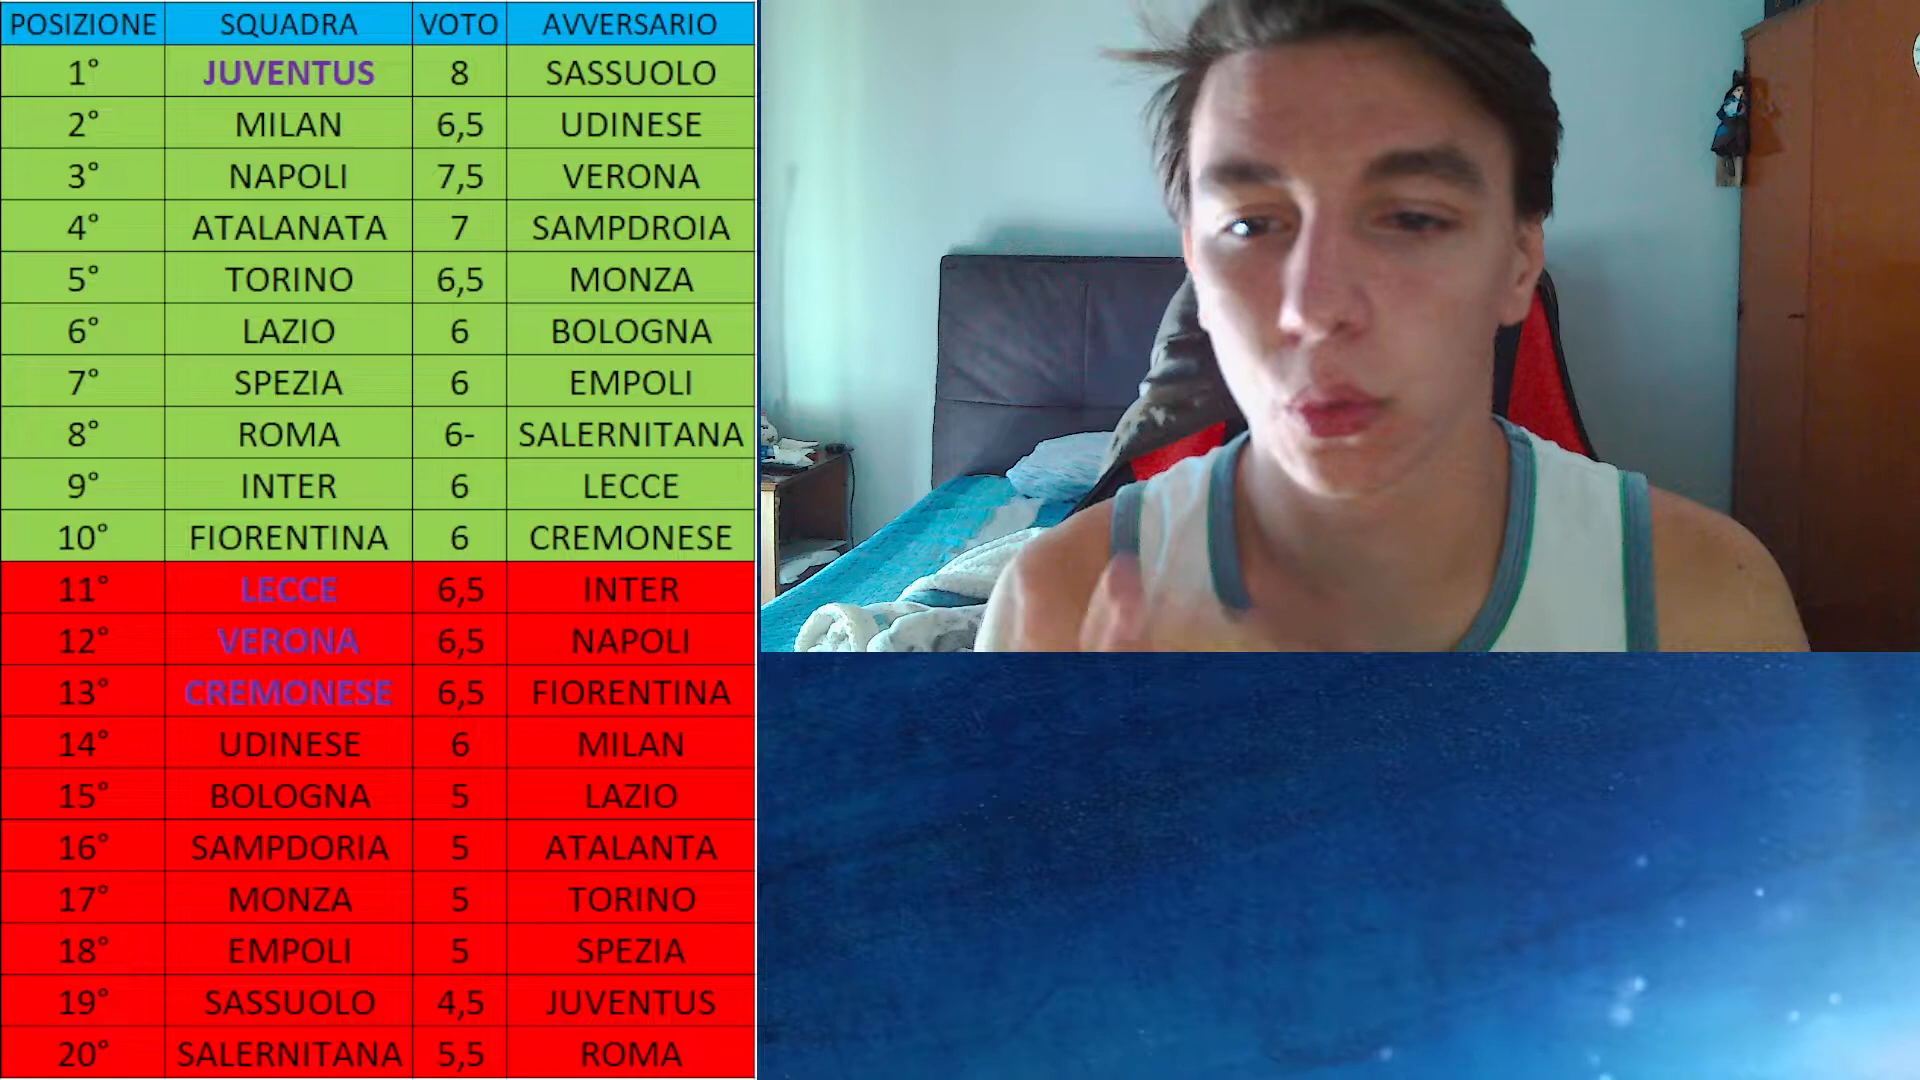 POSIZIONE SQUADRA VOTO AVVERSARIO
1° JUVENTUS 8 SASSUOLO
2° MILAN 6,5 UDINESE
3° NAPOLI 7,5 VERONA
4° ATALANATA 7 SAMPDROIA
5° TORINO 6,5 MONZA
6° LAZIO 6 BOLOGNA
7° SPEZIA 6 EMPOLI
8° ROMA 6- SALERNITANA
9° INTER 6 LECCE
10° FIORENTINA 6 CREMONESE
11° LECCE 6,5 INTER
12° VERONA 6,5 NAPOLI
13° CREMONESE 6,5 FIORENTINA
14° UDINESE 6 MILAN
15° BOLOGNA 5 LAZIO
16° SAMPDORIA 5 ATALANTA
17° MONZA 5 TORINO
18° EMPOLI 5 SPEZIA
19° SASSUOLO 4,5 JUVENTUS
20° SALERNITANA 5,5 ROMA